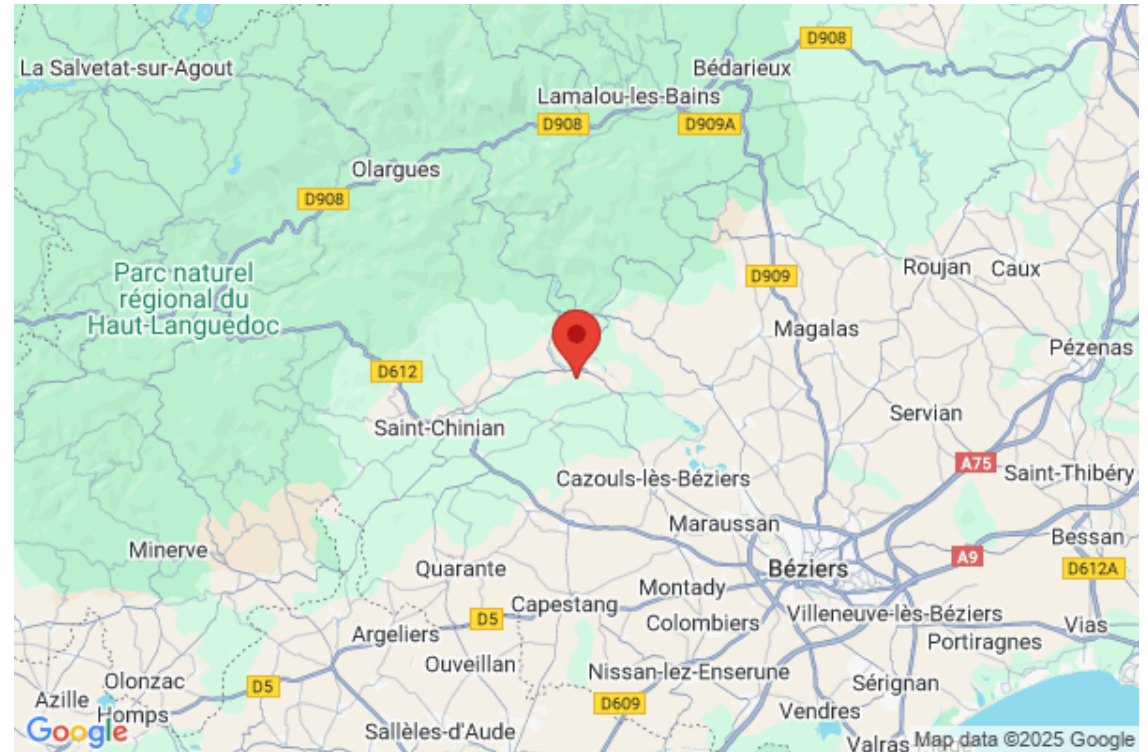 D908
La Salvetat-sur-Agout
Bédarieux
Lamalou-les-Bains
D908
D909A
Olargues
D908
Parc naturel
régional du
Haut-Languedoc
D909
Roujan
Caux
Magalas
Pézenas
D612
Servian
Saint-Chinian
A75
Saint-Thibéry
Cazouls-lès-Béziers
Maraussan
Bessan
Minerve
A9
Quarante
Béziers
D612A
Montady
Capestang
D5
Villeneuve-lès-Béziers
Colombiers
Vias
Argeliers
Portiragnes
Ouveillan
Nissan-lez-Enserune
Olonzac
D5
Sérignan
Azille
Homps
D609
Vendres
Google
Sallèles-d'Aude
Valras
Map data ©2025 Google